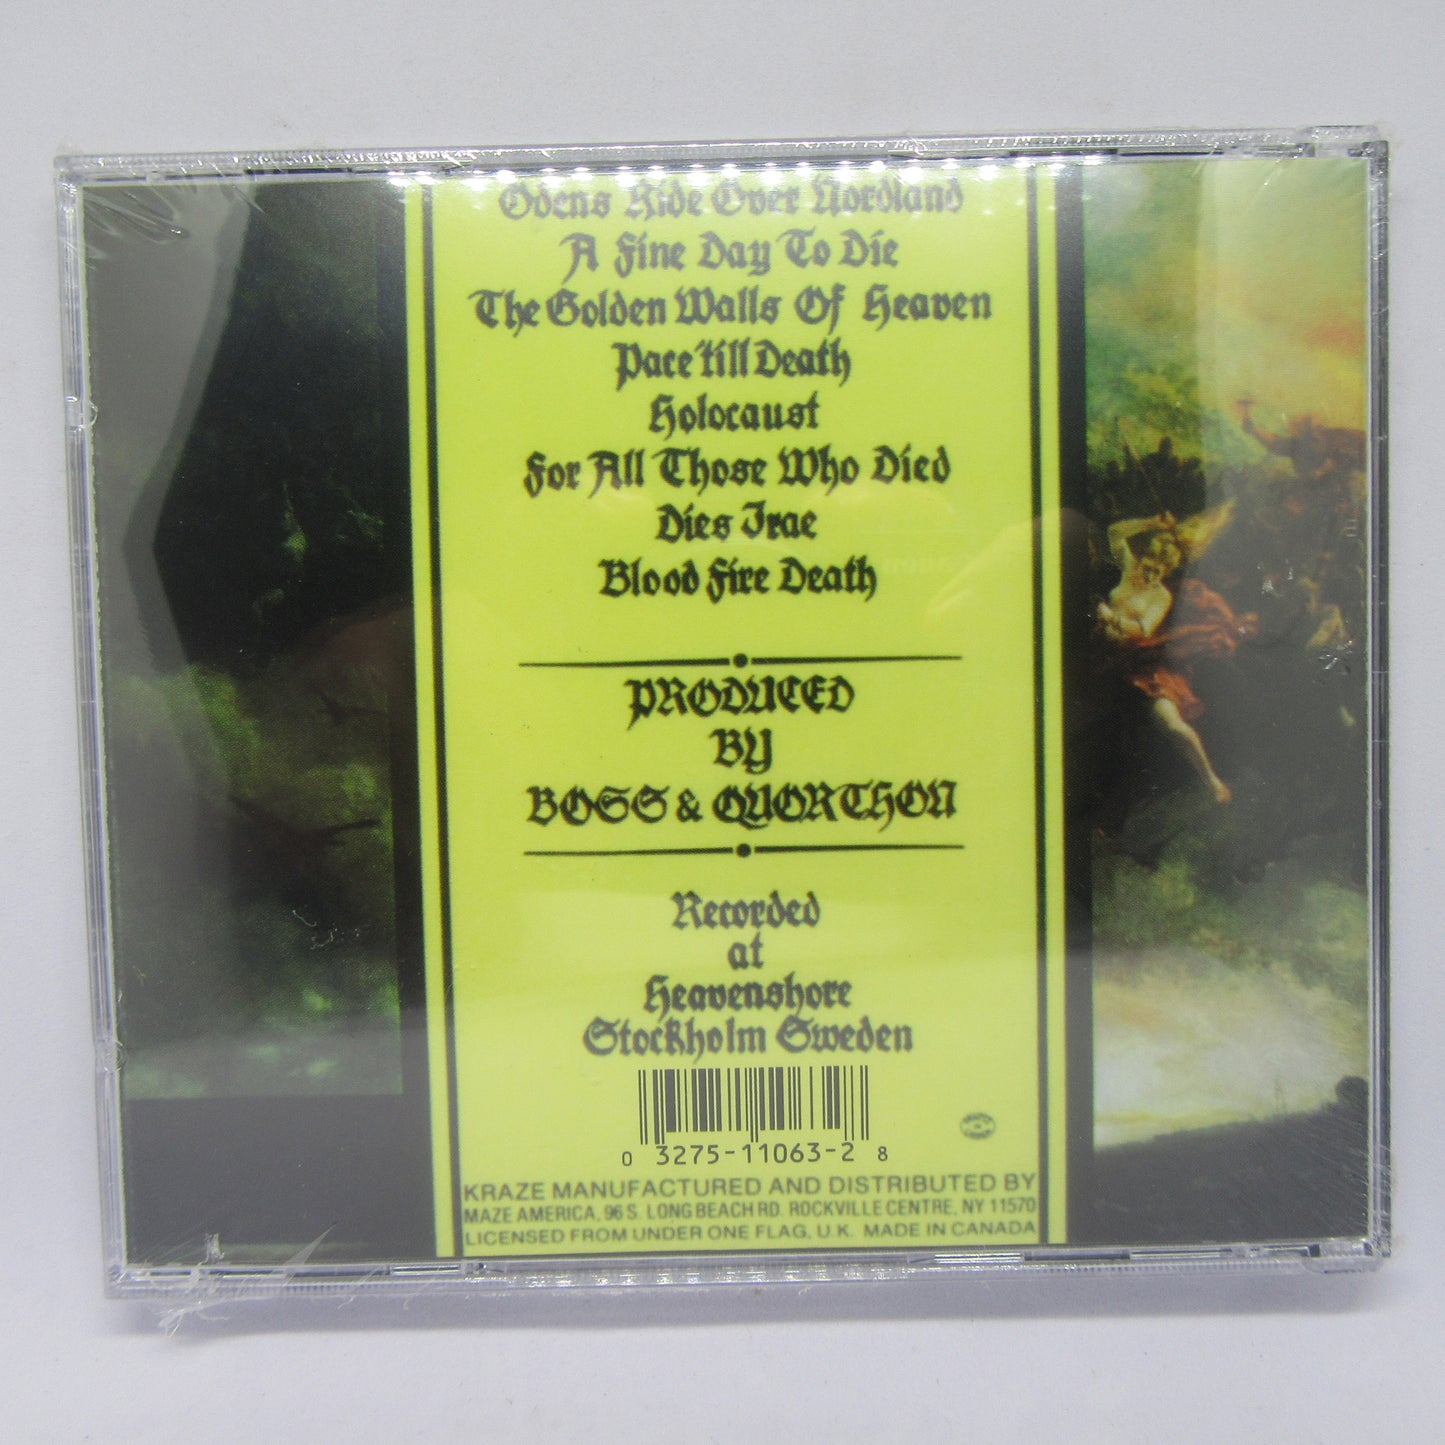 Odens Ride Over Nordland
A Fine Day To Die
The Golden Walls Of Heaven
Pace 'till Death
Holocaust
For All Those Who Died
Dies Irae
Blood Fire Death
PRODUCED
BY
BOSS & QUORTHON
Recorded
at
Heavenshore
Stockholm Sweden
0 3275-11063-2 8
KRAZE MANUFACTURED AND DISTRIBUTED BY
MAZE AMERICA, 96 S. LONG BEACH RD. ROCKVILLE CENTRE, NY 11570
LICENSED FROM UNDER ONE FLAG, U.K. MADE IN CANADA